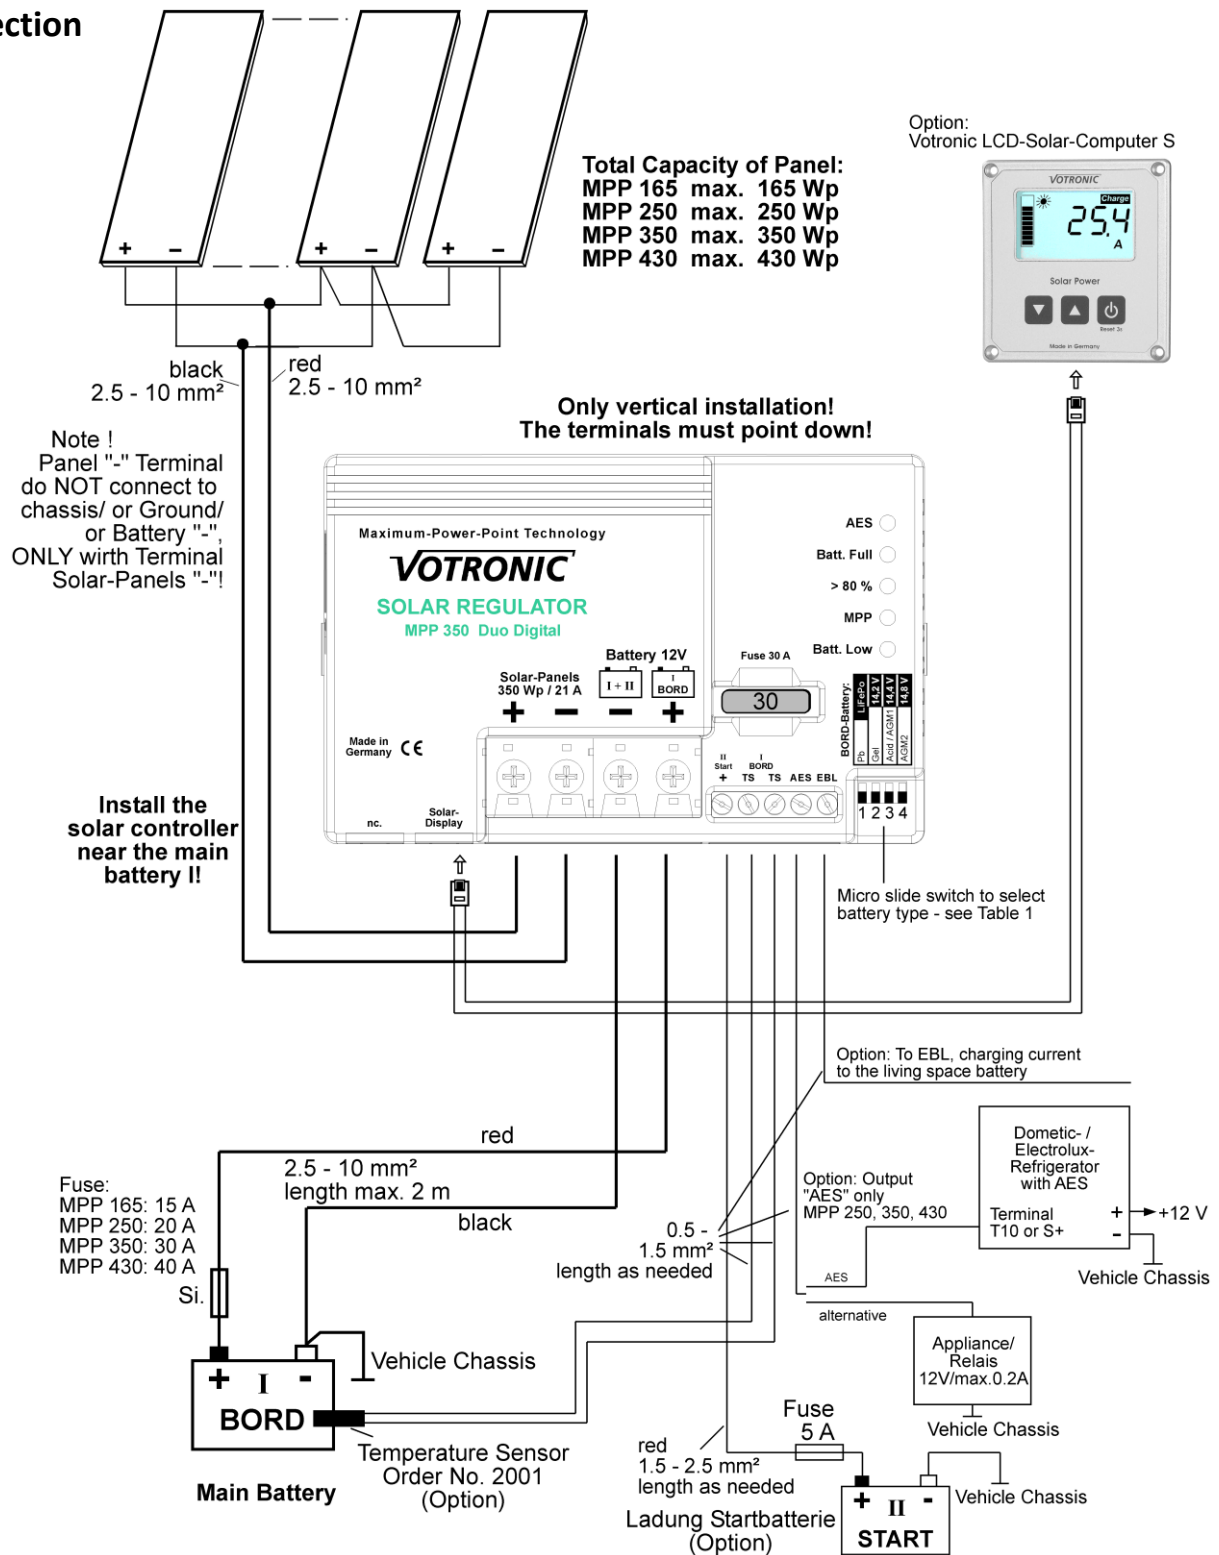 ection
+ − + − + −
Total Capacity of Panel:
MPP 165 max. 165 Wp
MPP 250 max. 250 Wp
MPP 350 max. 350 Wp
MPP 430 max. 430 Wp
Option:
Votronic LCD-Solar-Computer S
VOTRONIC
Charge
25.4
A
Solar Power
Reset 3s
Made in Germany
black
2.5 - 10 mm²
red
2.5 - 10 mm²
Only vertical installation!
The terminals must point down!
Note !
Panel "-" Terminal
do NOT connect to
chassis/ or Ground/
or Battery "-",
ONLY wirth Terminal
Solar-Panels "-"!
Maximum-Power-Point Technology
VOTRONIC
SOLAR REGULATOR
MPP 350 Duo Digital
AES
Batt. Full
> 80 %
MPP
Batt. Low
Battery 12V
Solar-Panels
350 Wp / 21 A
I + II
I
BORD
+ − − +
Fuse 30 A
30
BORD-Battery:
Pb LiFePo
Gel 14,2 V
Acid / AGM1 14,4 V
AGM2 14,8 V
Made in
Germany CE
II
Start
+
I
BORD
TS TS AES EBL
1 2 3 4
nc.
Solar-
Display
Install the
solar controller
near the main
battery I!
Micro slide switch to select
battery type - see Table 1
Option: To EBL, charging current
to the living space battery
red
2.5 - 10 mm²
length max. 2 m
black
Fuse:
MPP 165: 15 A
MPP 250: 20 A
MPP 350: 30 A
MPP 430: 40 A
Si.
Option: Output
"AES" only
MPP 250, 350, 430
0.5 -
1.5 mm²
length as needed
Dometic- /
Electrolux-
Refrigerator
with AES
Terminal
T10 or S+
+
-
+12 V
Vehicle Chassis
AES
alternative
Appliance/
Relais
12V/max.0.2A
Vehicle Chassis
Vehicle Chassis
+ I -
BORD
Main Battery
Temperature Sensor
Order No. 2001
(Option)
Fuse
5 A
red
1.5 - 2.5 mm²
length as needed
Ladung Startbatterie
(Option)
+ II -
START
Vehicle Chassis